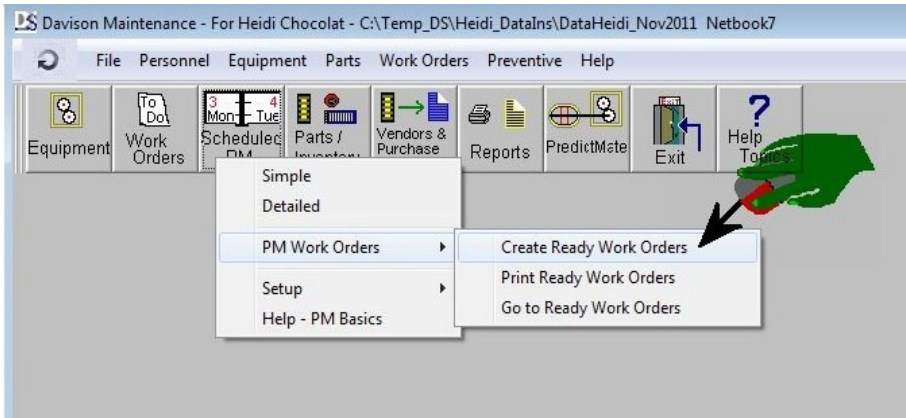 DS Davison Maintenance - For Heidi Chocolat - C:\Temp_DS\Heidi_DataIns\DataHeidi_Nov2011 Netbook7
File Personnel Equipment Parts Work Orders Preventive Help
Equipment
To Do!
Work Orders
3 4
Mon Tue
Scheduled PM
Parts / Inventory
Vendors & Purchase
Reports
PredictMate
Exit
Exit
?
Help Topics
Simple
Detailed
PM Work Orders
Setup
Help - PM Basics
Create Ready Work Orders
Print Ready Work Orders
Go to Ready Work Orders